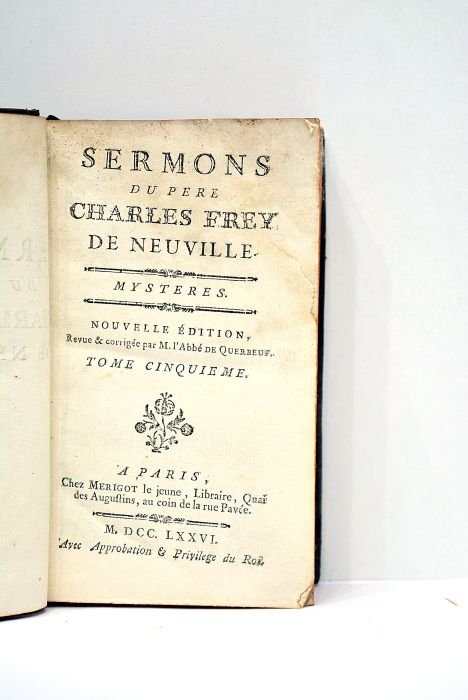 SERMONS
DU PERE
CHARLES FREY
DE NEUVILLE.
MYSTERES.
NOUVELLE ÉDITION,
Revue & corrigée par M. l'Abbé DE QUERBEUF.
TOME CINQUIEME.
A PARIS,
Chez MERIGOT le jeune, Libraire, Quai
des Augustins, au coin de la rue Pavée.
M. DCC. LXXVI.
Avec Approbation & Privilege du Roi.